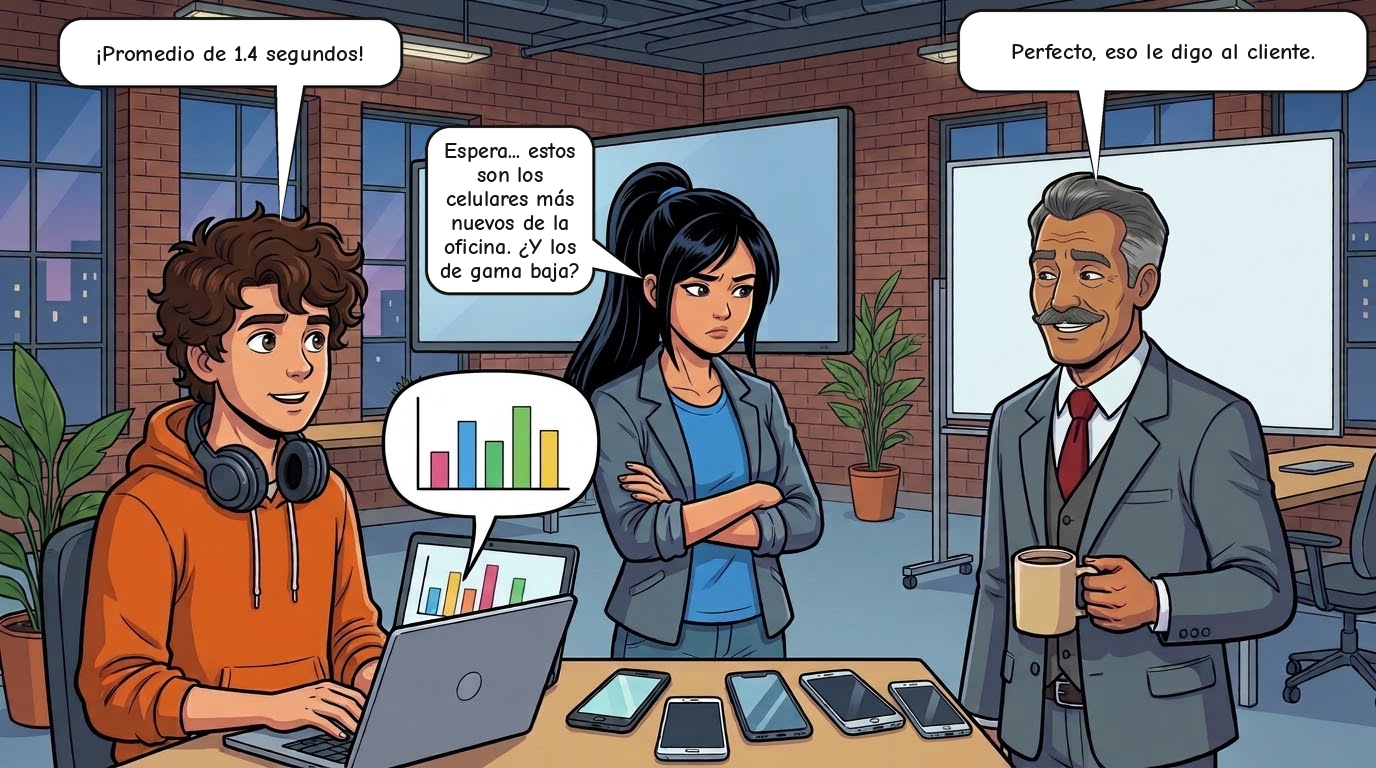 ¡Promedio de 1.4 segundos!
Espera... estos
son los
celulares más
nuevos de la
oficina. ¿Y los
de gama baja?
Perfecto, eso le digo al cliente.